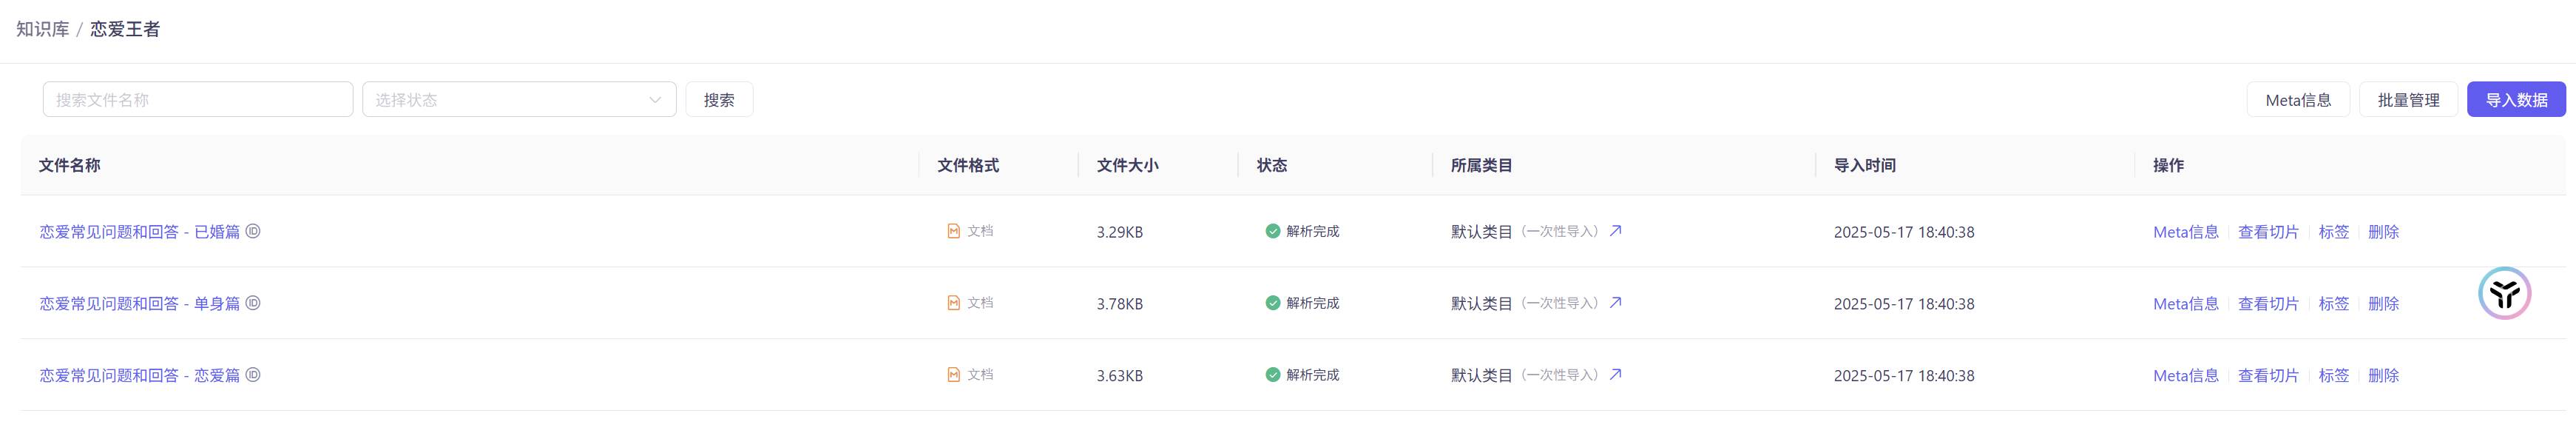 知识库 / 恋爱王者
搜索文件名称 选择状态 搜索 Meta信息 批量管理 导入数据
文件名称 文件格式 文件大小 状态 所属类目 导入时间 操作
恋爱常见问题和回答 - 已婚篇 ID M 文档 3.29KB 解析完成 默认类目（一次性导入） 2025-05-17 18:40:38 Meta信息 查看切片 标签 删除
恋爱常见问题和回答 - 单身篇 ID M 文档 3.78KB 解析完成 默认类目（一次性导入） 2025-05-17 18:40:38 Meta信息 查看切片 标签 删除
恋爱常见问题和回答 - 恋爱篇 ID M 文档 3.63KB 解析完成 默认类目（一次性导入） 2025-05-17 18:40:38 Meta信息 查看切片 标签 删除